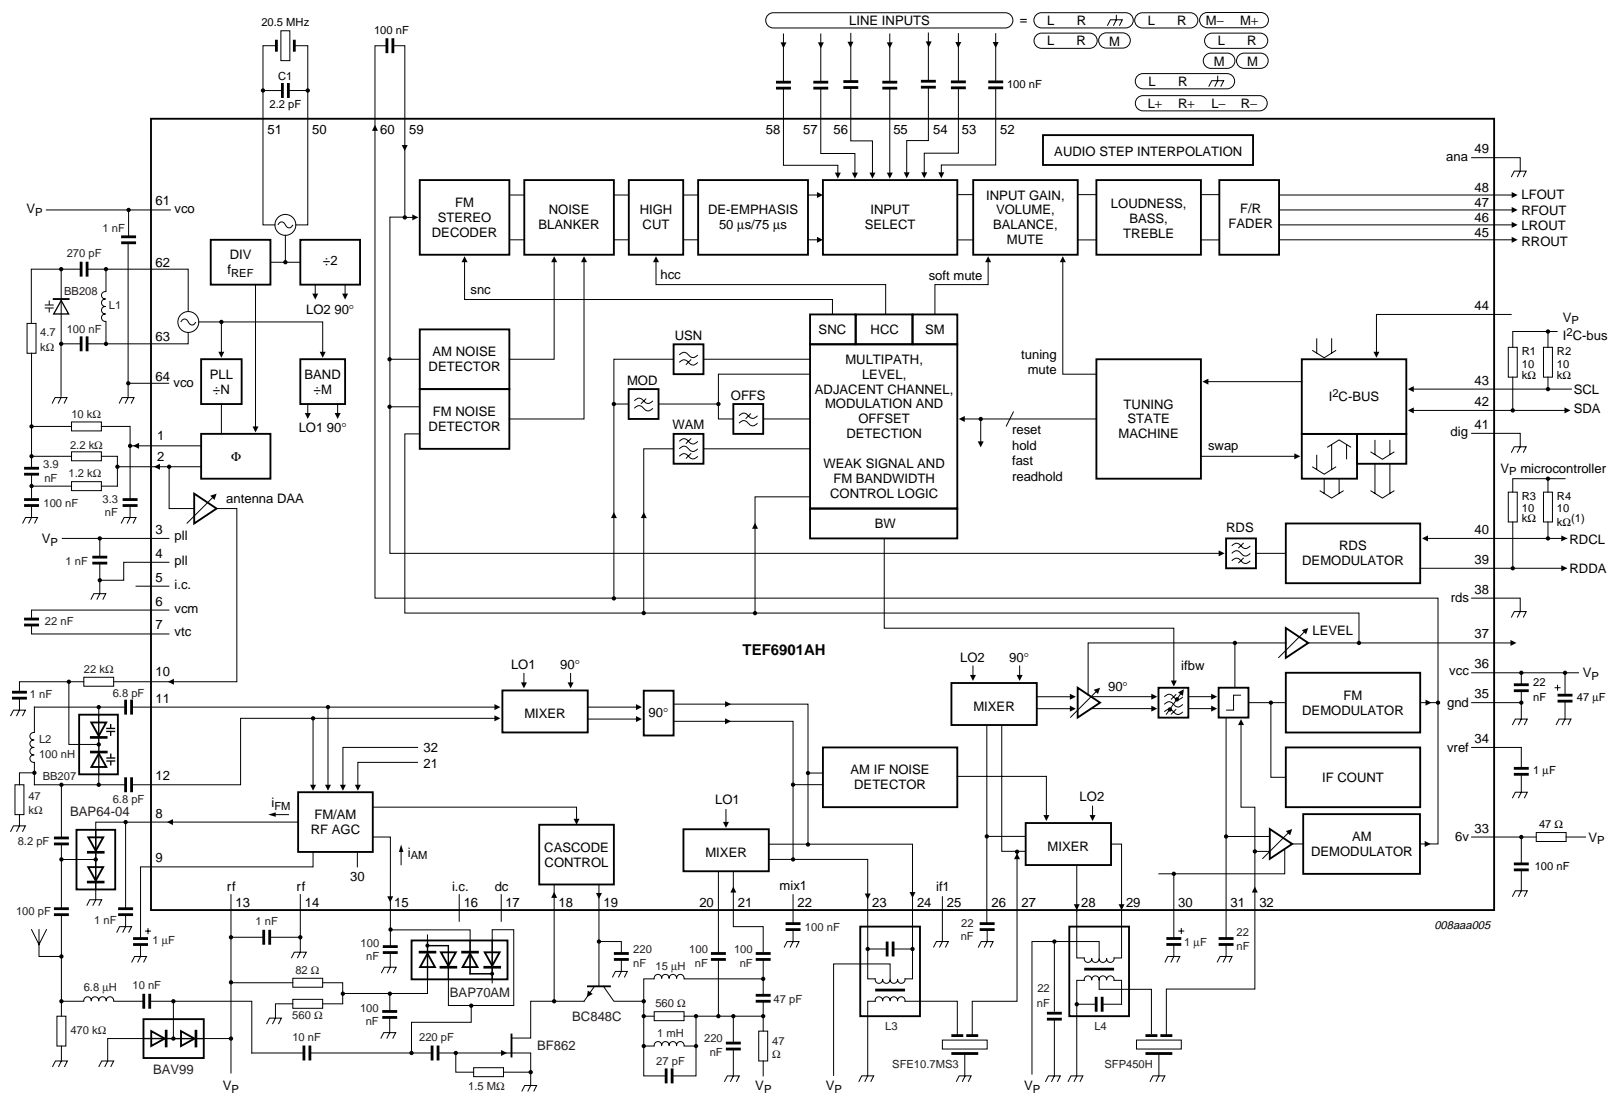 20.5 MHz
100 nF
LINE INPUTS
=
L R
L R
M− M+
L R
M
L R
M
M
L R
L+ R+ L− R−
C1
2.2 pF
100 nF
51
50
60
59
58
57
56
55
54
53
52
AUDIO STEP INTERPOLATION
49
ana
61
VP
vco
1 nF
FM
STEREO
DECODER
NOISE
BLANKER
HIGH
CUT
DE-EMPHASIS
50 μs/75 μs
INPUT
SELECT
INPUT GAIN,
VOLUME,
BALANCE,
MUTE
LOUDNESS,
BASS,
TREBLE
F/R
FADER
48
LFOUT
47
RFOUT
46
LROUT
45
RROUT
270 pF
62
DIV
fREF
÷2
BB208
L1
LO2 90°
snc
hcc
soft mute
44
VP
I2C-bus
4.7
kΩ
100 nF
63
SNC
HCC
SM
USN
AM NOISE
DETECTOR
MULTIPATH,
LEVEL,
ADJACENT CHANNEL,
MODULATION AND
OFFSET
DETECTION
WEAK SIGNAL AND
FM BANDWIDTH
CONTROL LOGIC
BW
tuning
mute
R1
10
kΩ
R2
10
kΩ
64
vco
PLL
÷N
BAND
÷M
LO1 90°
MOD
OFFS
WAM
FM NOISE
DETECTOR
TUNING
STATE
MACHINE
I2C-BUS
43
SCL
42
SDA
41
dig
reset
hold
fast
readhold
swap
10 kΩ
1
2.2 kΩ
2
Φ
3.9
nF
1.2 kΩ
100 nF
3.3
nF
antenna DAA
VP microcontroller
R3
10
kΩ
R4
10
kΩ(1)
RDS
RDS
DEMODULATOR
40
RDCL
39
RDDA
VP
3
pll
1 nF
4
pll
5
i.c.
6
vcm
22 nF
7
vtc
38
rds
TEF6901AH
LEVEL
37
10
22 kΩ
1 nF
6.8 pF
11
LO1
90°
MIXER
90°
LO2
90°
MIXER
90°
ifbw
FM
DEMODULATOR
vcc
36
VP
22
nF
47 μF
35
gnd
L2
100 nH
BB207
12
6.8 pF
47
kΩ
32
21
AM IF NOISE
DETECTOR
IF COUNT
34
vref
1 μF
BAP64-04
8
iFM
FM/AM
RF AGC
iAM
30
CASCODE
CONTROL
LO1
MIXER
LO2
MIXER
AM
DEMODULATOR
33
6v
47 Ω
VP
100 nF
8.2 pF
9
rf
13
rf
14
15
i.c.
16
dc
17
18
19
20
21
mix1
22
23
24
if1
25
26
27
28
29
30
31
32
100 pF
1 nF
1 μF
1 nF
100
nF
BAP70AM
220
nF
100
nF
100
nF
100 nF
22
nF
1 μF
22
nF
008aaa005
82 Ω
560 Ω
100
nF
6.8 μH
10 nF
470 kΩ
BAV99
VP
10 nF
220 pF
BF862
1.5 MΩ
BC848C
15 μH
560 Ω
1 mH
27 pF
220
nF
47 pF
47
Ω
VP
VP
L3
SFE10.7MS3
22
nF
VP
L4
SFP450H